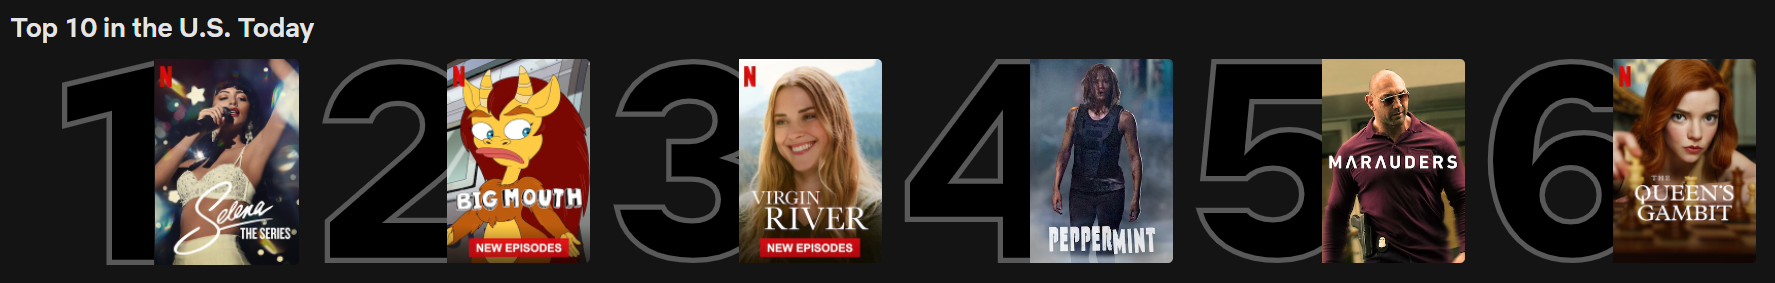 Top 10 in the U.S. Today
1
N
Selena
THE SERIES
2
N
BIG MOUTH
NEW EPISODES
3
N
VIRGIN
RIVER
NEW EPISODES
4
PEPPERMINT
5
MARAUDERS
6
N
THE
QUEEN'S
GAMBIT